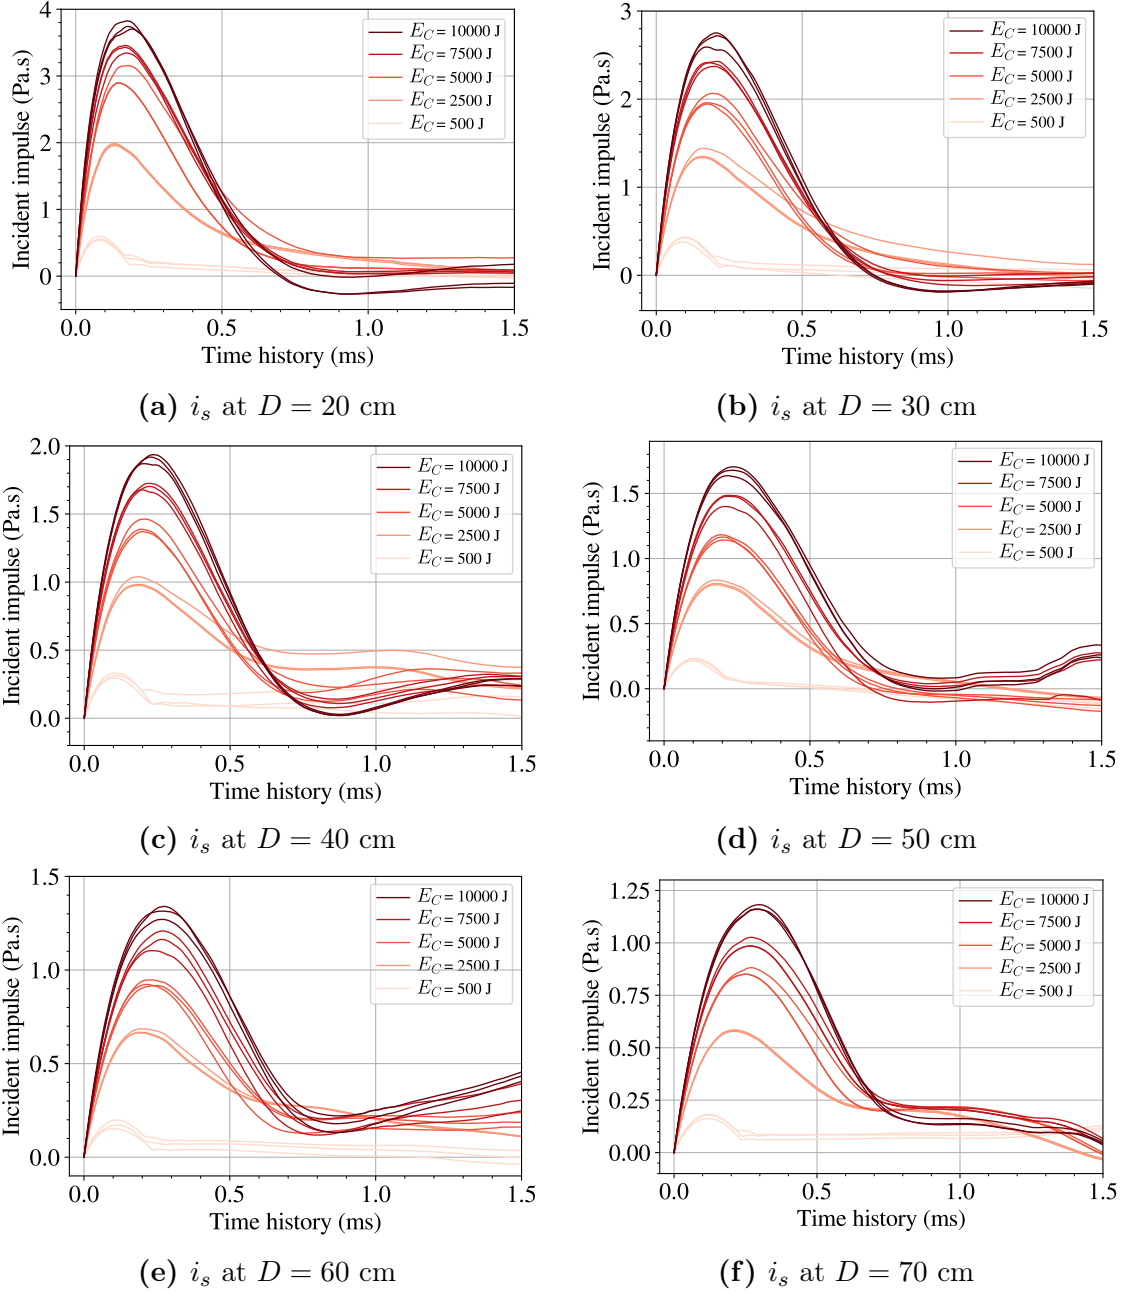 4
3
2
1
0
Incident impulse (Pa.s)
E_C = 10000 J
E_C = 7500 J
E_C = 5000 J
E_C = 2500 J
E_C = 500 J
0.0 0.5 1.0 1.5
Time history (ms)
(a) i_s at D = 20 cm
3
2
1
0
Incident impulse (Pa.s)
E_C = 10000 J
E_C = 7500 J
E_C = 5000 J
E_C = 2500 J
E_C = 500 J
0.0 0.5 1.0 1.5
Time history (ms)
(b) i_s at D = 30 cm
2.0
1.5
1.0
0.5
0.0
Incident impulse (Pa.s)
E_C = 10000 J
E_C = 7500 J
E_C = 5000 J
E_C = 2500 J
E_C = 500 J
0.0 0.5 1.0 1.5
Time history (ms)
(c) i_s at D = 40 cm
1.5
1.0
0.5
0.0
Incident impulse (Pa.s)
E_C = 10000 J
E_C = 7500 J
E_C = 5000 J
E_C = 2500 J
E_C = 500 J
0.0 0.5 1.0 1.5
Time history (ms)
(d) i_s at D = 50 cm
1.5
1.0
0.5
0.0
Incident impulse (Pa.s)
E_C = 10000 J
E_C = 7500 J
E_C = 5000 J
E_C = 2500 J
E_C = 500 J
0.0 0.5 1.0 1.5
Time history (ms)
(e) i_s at D = 60 cm
1.25
1.00
0.75
0.50
0.25
0.00
Incident impulse (Pa.s)
E_C = 10000 J
E_C = 7500 J
E_C = 5000 J
E_C = 2500 J
E_C = 500 J
0.0 0.5 1.0 1.5
Time history (ms)
(f) i_s at D = 70 cm